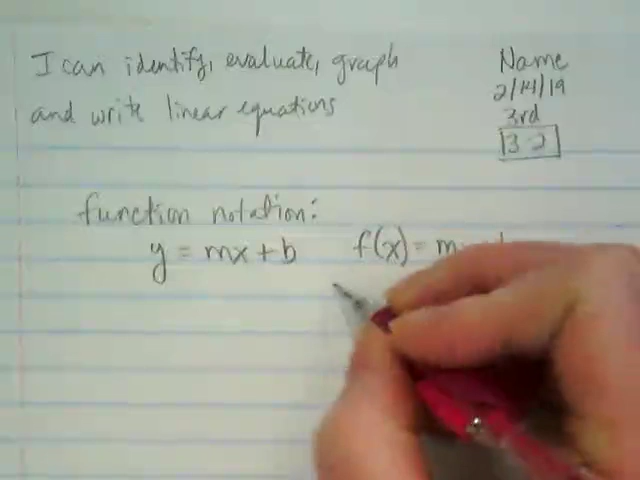 I can identify, evaluate, graph
and write linear equations
Name
2/14/19
3rd
3.2
function notation:
y = mx + b f(x) =